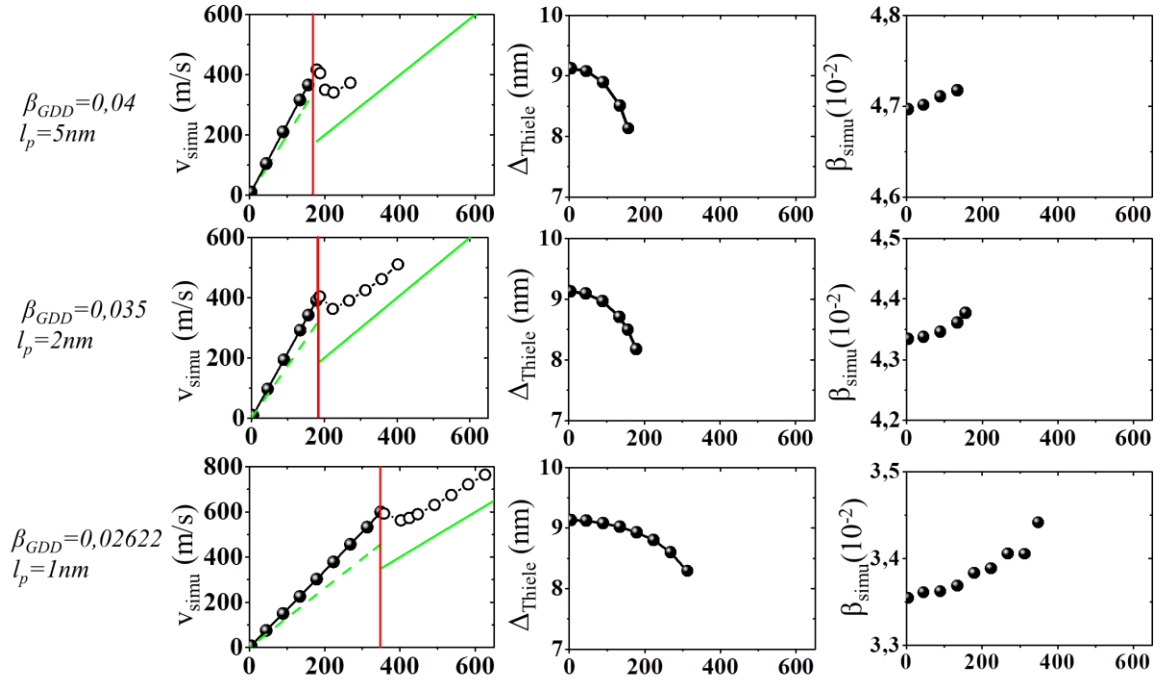 β_GDD=0,04
l_p=5nm
v_simu (m/s)
600
400
200
0
0 200 400 600
Δ_Thiele (nm)
10
9
8
7
0 200 400 600
β_simu(10^-2)
4,8
4,7
4,6
0 200 400 600
β_GDD=0,035
l_p=2nm
v_simu (m/s)
600
400
200
0
0 200 400 600
Δ_Thiele (nm)
10
9
8
7
0 200 400 600
β_simu(10^-2)
4,5
4,4
4,3
4,2
0 200 400 600
β_GDD=0,02622
l_p=1nm
v_simu (m/s)
800
600
400
200
0
0 200 400 600
Δ_Thiele (nm)
10
9
8
7
0 200 400 600
β_simu(10^-2)
3,5
3,4
3,3
0 200 400 600